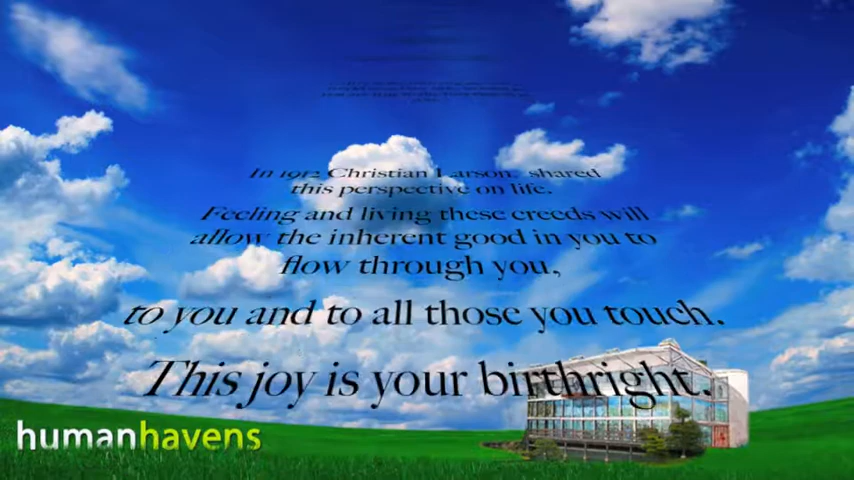 In 1912 Christian Larson, shared
this perspective on life.
Feeling and living these creeds will
allow the inherent good in you to
flow through you,
to you and to all those you touch.
This joy is your birthright.
humanhavens